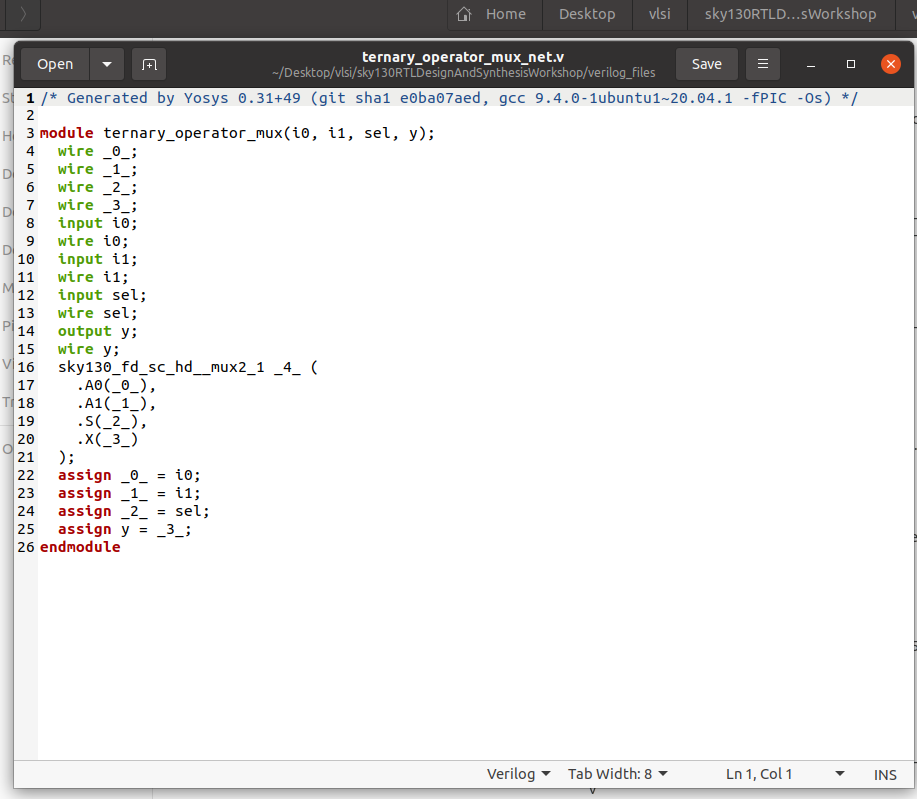 Home Desktop vlsi sky130RTLD...sWorkshop
Open ternary_operator_mux_net.v Save
~/Desktop/vlsi/sky130RTLDesignAndSynthesisWorkshop/verilog_files
1 /* Generated by Yosys 0.31+49 (git sha1 e0ba07aed, gcc 9.4.0-1ubuntu1~20.04.1 -fPIC -Os) */
2
3 module ternary_operator_mux(i0, i1, sel, y);
4   wire _0_;
5   wire _1_;
6   wire _2_;
7   wire _3_;
8   input i0;
9   wire i0;
10   input i1;
11   wire i1;
12   input sel;
13   wire sel;
14   output y;
15   wire y;
16   sky130_fd_sc_hd__mux2_1 _4_ (
17     .A0(_0_),
18     .A1(_1_),
19     .S(_2_),
20     .X(_3_)
21   );
22   assign _0_ = i0;
23   assign _1_ = i1;
24   assign _2_ = sel;
25   assign y = _3_;
26 endmodule
Verilog Tab Width: 8 Ln 1, Col 1 INS